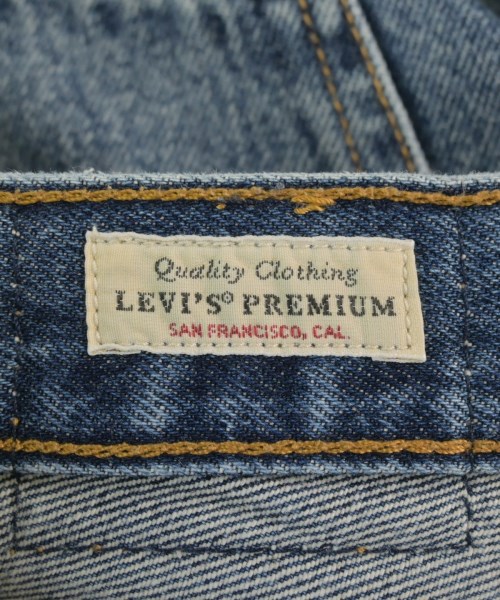 Quality Clothing
LEVI'S® PREMIUM
SAN FRANCISCO, CAL.